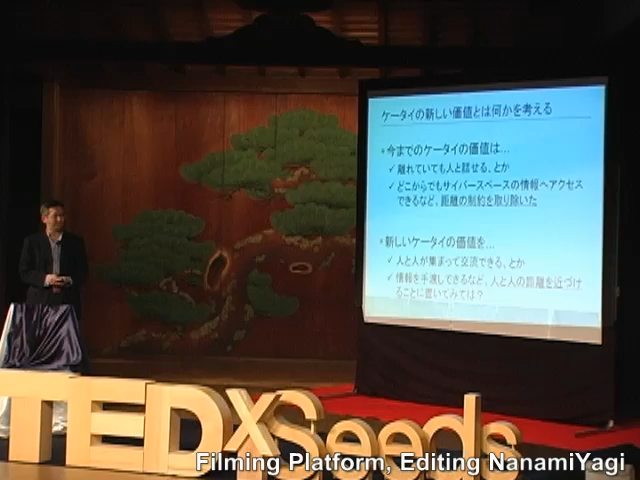 ケータイの新しい価値とは何かを考える
今までのケータイの価値は…
✓ 離れていても人と話せる、とか
✓ どこからでもサイバースペースの情報へアクセス
できるなど、距離の制約を取り除いた
新しいケータイの価値を…
✓ 人と人が集まって交流できる、とか
✓ 情報を手渡しできるなど、人と人の距離を近づけ
ることに置いてみては？
TEDxSeeds
Filming Platform, Editing NanamiYagi